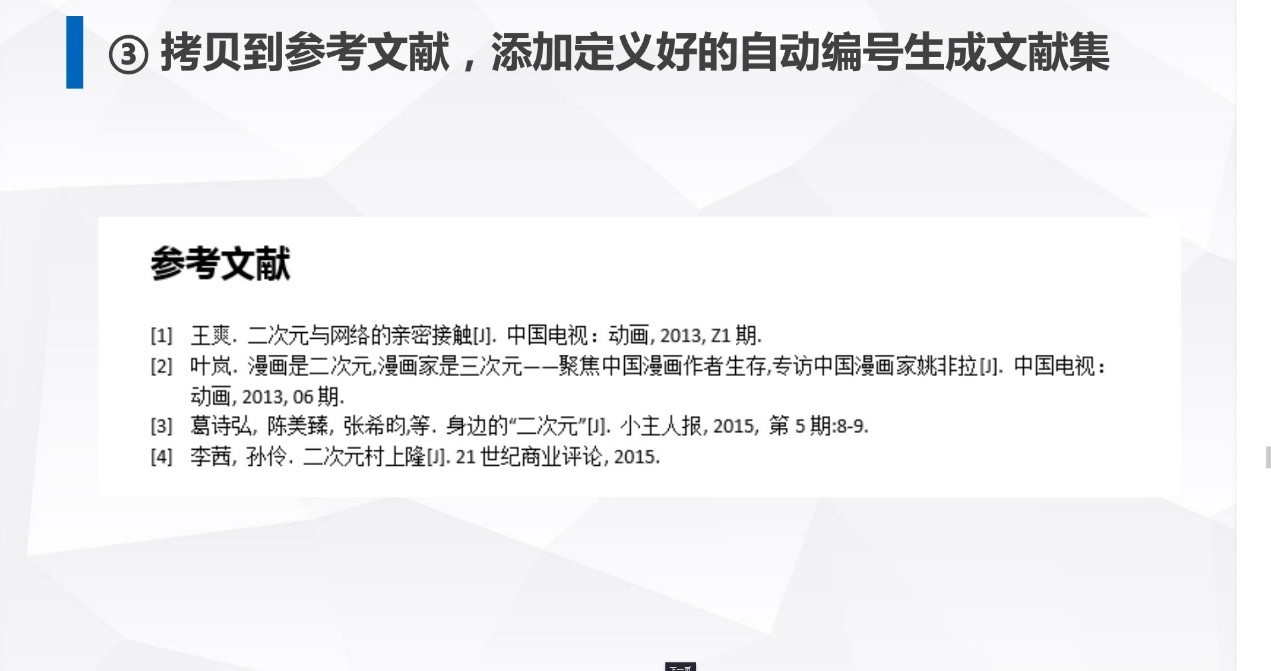 ③ 拷贝到参考文献，添加定义好的自动编号生成文献集
参考文献
[1] 王爽. 二次元与网络的亲密接触[J]. 中国电视：动画, 2013, Z1 期.
[2] 叶岚. 漫画是二次元,漫画家是三次元——聚焦中国漫画作者生存,专访中国漫画家姚非拉[J]. 中国电视：
动画, 2013, 06 期.
[3] 葛诗弘, 陈美臻, 张希昀,等. 身边的“二次元”[J]. 小主人报, 2015, 第 5 期:8-9.
[4] 李茜, 孙伶. 二次元村上隆[J]. 21 世纪商业评论, 2015.